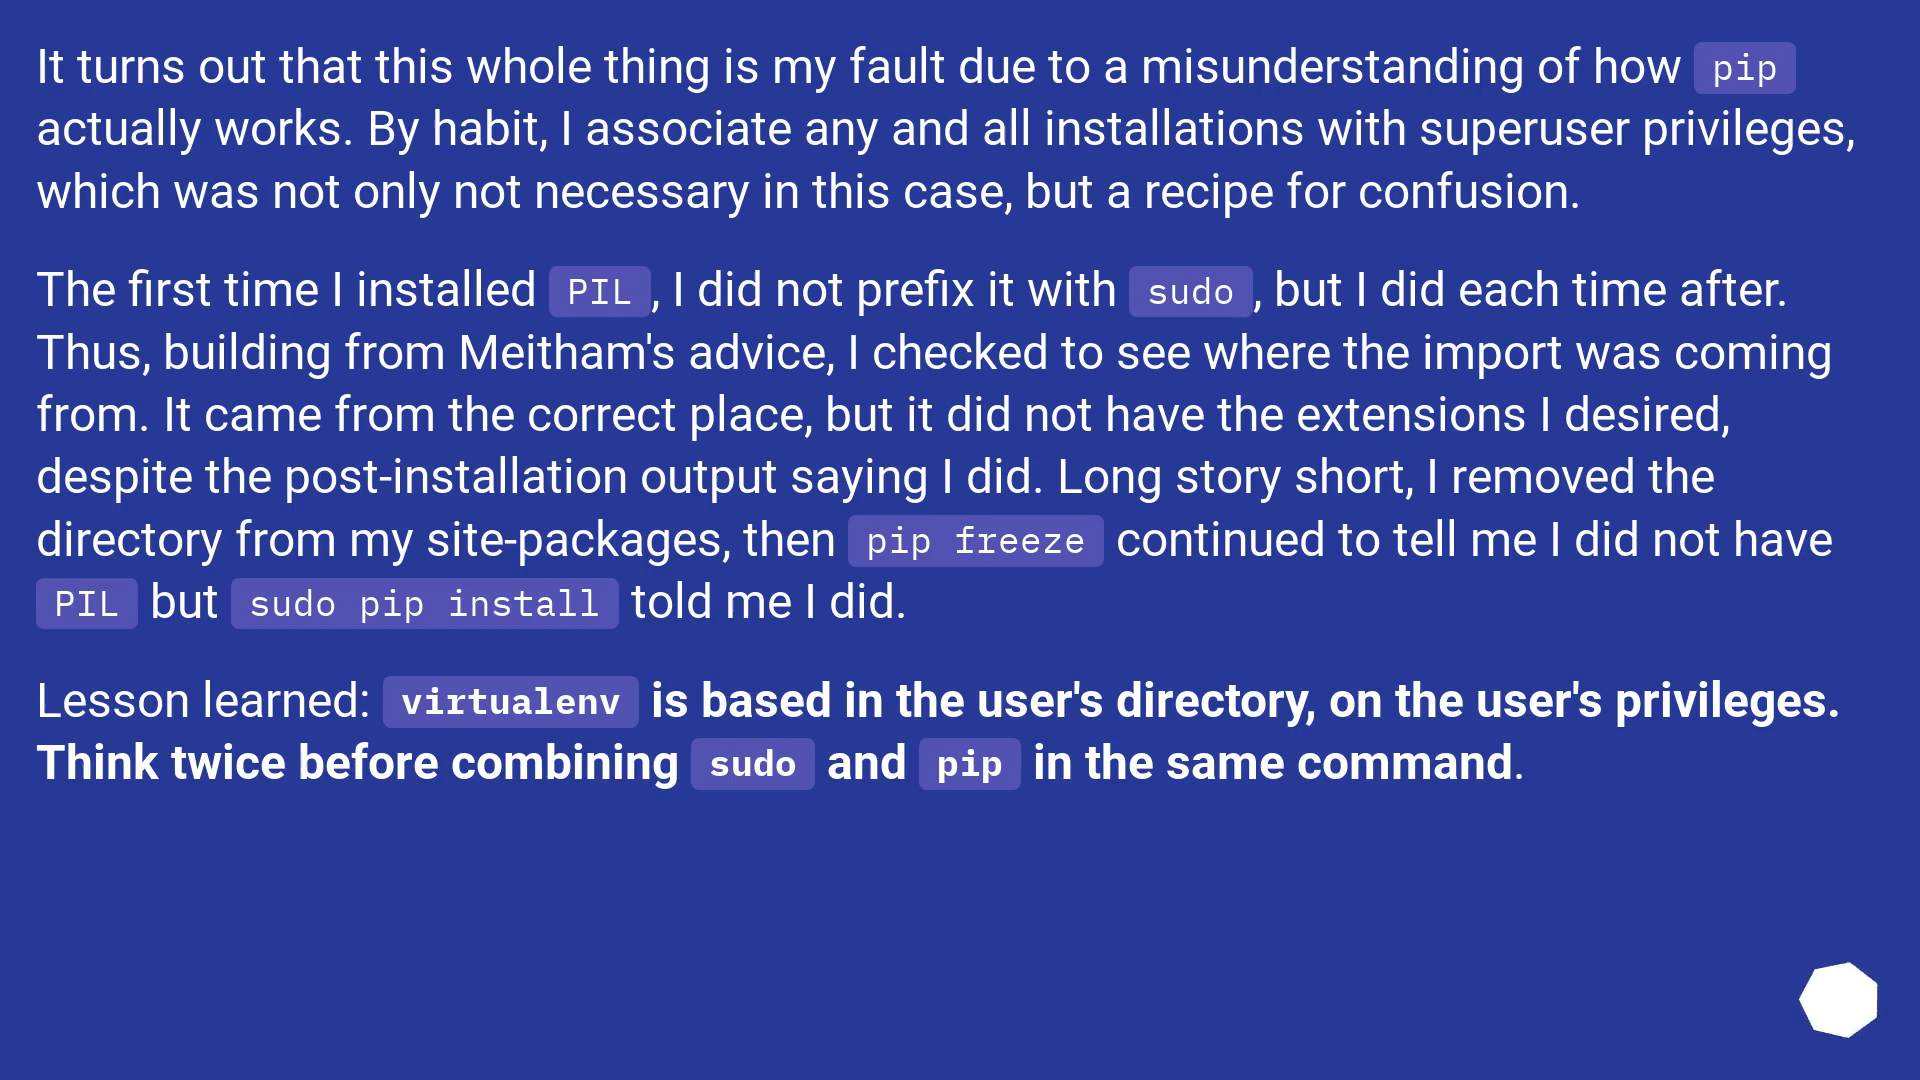 It turns out that this whole thing is my fault due to a misunderstanding of how pip
actually works. By habit, I associate any and all installations with superuser privileges,
which was not only not necessary in this case, but a recipe for confusion.
The first time I installed PIL, I did not prefix it with sudo, but I did each time after.
Thus, building from Meitham's advice, I checked to see where the import was coming
from. It came from the correct place, but it did not have the extensions I desired,
despite the post-installation output saying I did. Long story short, I removed the
directory from my site-packages, then pip freeze continued to tell me I did not have
PIL but sudo pip install told me I did.
Lesson learned: virtualenv is based in the user's directory, on the user's privileges.
Think twice before combining sudo and pip in the same command.